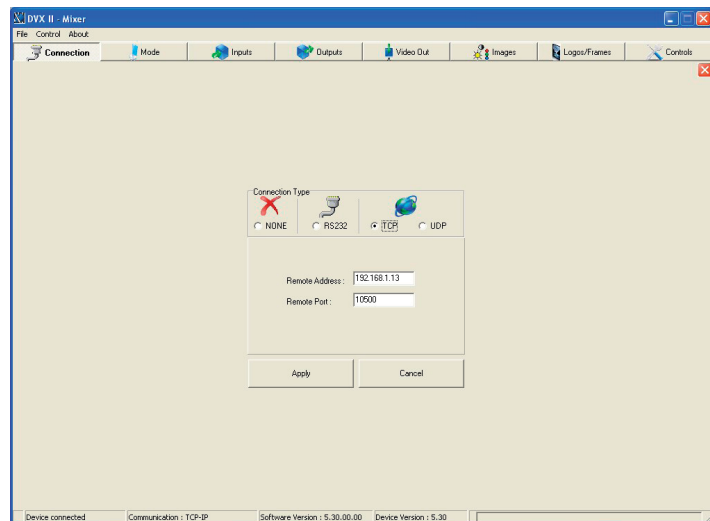 DVX II - Mixer
File Control About
Connection Mode Inputs Outputs Video Out Images Logos/Frames Controls
Connection Type
NONE RS232 TCP UDP
Remote Address : 192.168.1.13
Remote Port : 10500
Apply Cancel
Device connected Communication : TCP-IP Software Version : 5.30.00.00 Device Version : 5.30